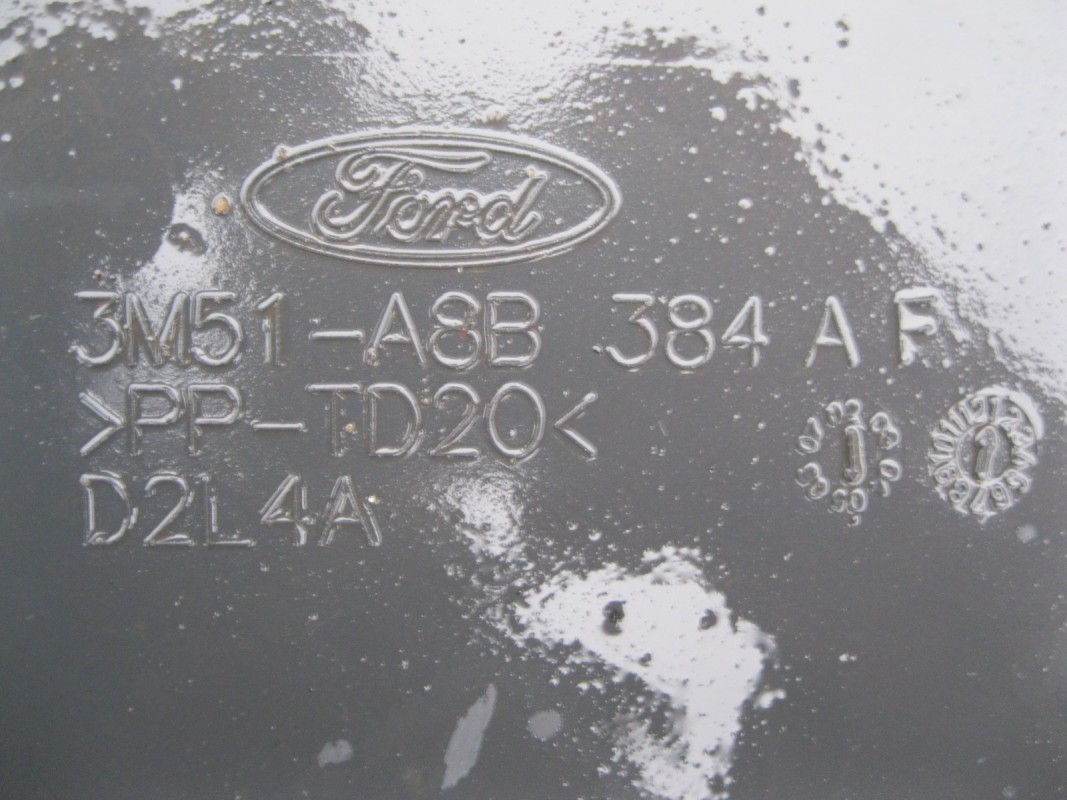 Ford
3M51-A8B 384 A F
>PP-TD20<
D2L4A